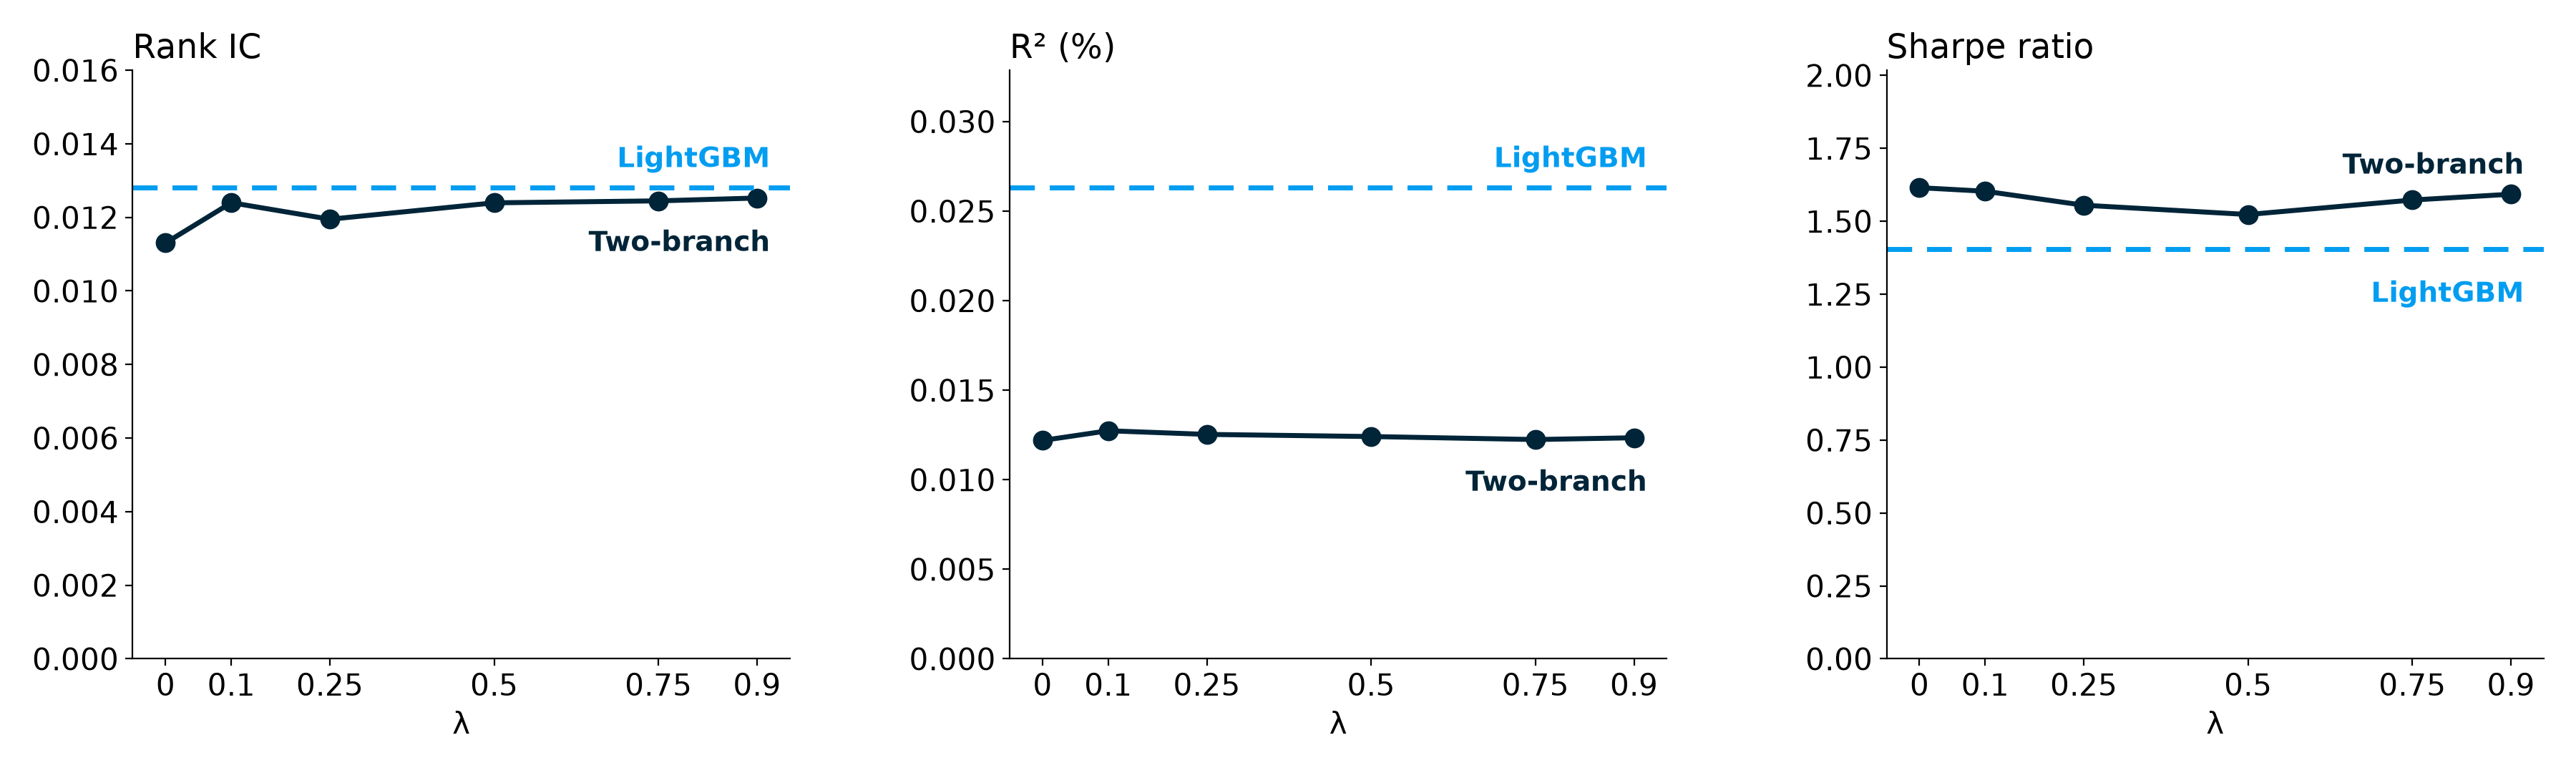 Rank IC
0.016
0.014
0.012
0.010
0.008
0.006
0.004
0.002
0.000
LightGBM
Two-branch
0 0.1 0.25 0.5 0.75 0.9
λ
R² (%)
0.030
0.025
0.020
0.015
0.010
0.005
0.000
LightGBM
Two-branch
0 0.1 0.25 0.5 0.75 0.9
λ
Sharpe ratio
2.00
1.75
1.50
1.25
1.00
0.75
0.50
0.25
0.00
Two-branch
LightGBM
0 0.1 0.25 0.5 0.75 0.9
λ